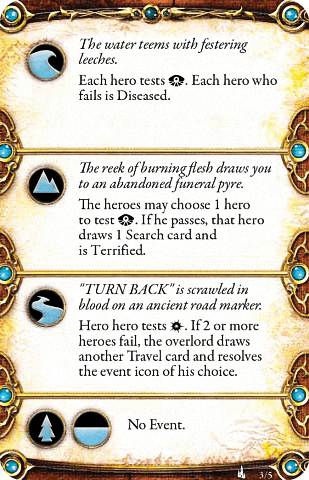 The water teems with festering
leeches.
Each hero tests . Each hero who
fails is Diseased.
The reek of burning flesh draws you
to an abandoned funeral pyre.
The heroes may choose 1 hero
to test . If he passes, that hero
draws 1 Search card and
is Terrified.
"TURN BACK" is scrawled in
blood on an ancient road marker.
Hero hero tests . If 2 or more
heroes fail, the overlord draws
another Travel card and resolves
the event icon of his choice.
No Event.
3/5